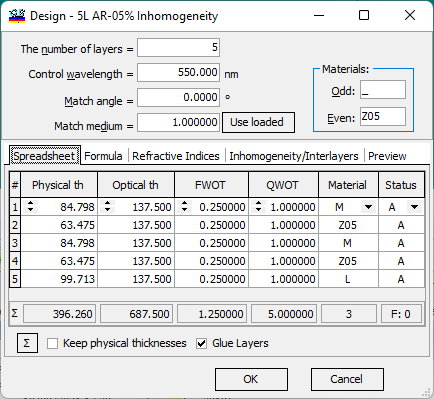 Design - 5L AR-05% Inhomogeneity
The number of layers = 5
Control wavelength = 550.000 nm
Match angle = 0.0000 °
Match medium = 1.000000 Use loaded
Materials:
Odd: _
Even: Z05
Spreadsheet Formula Refractive Indices Inhomogeneity/Interlayers Preview
# Physical th Optical th FWOT QWOT Material Status
1 84.798 137.500 0.250000 1.000000 M A
2 63.475 137.500 0.250000 1.000000 Z05 A
3 84.798 137.500 0.250000 1.000000 M A
4 63.475 137.500 0.250000 1.000000 Z05 A
5 99.713 137.500 0.250000 1.000000 L A
Σ 396.260 687.500 1.250000 5.000000 3 F: 0
Σ Keep physical thicknesses Glue Layers
OK Cancel